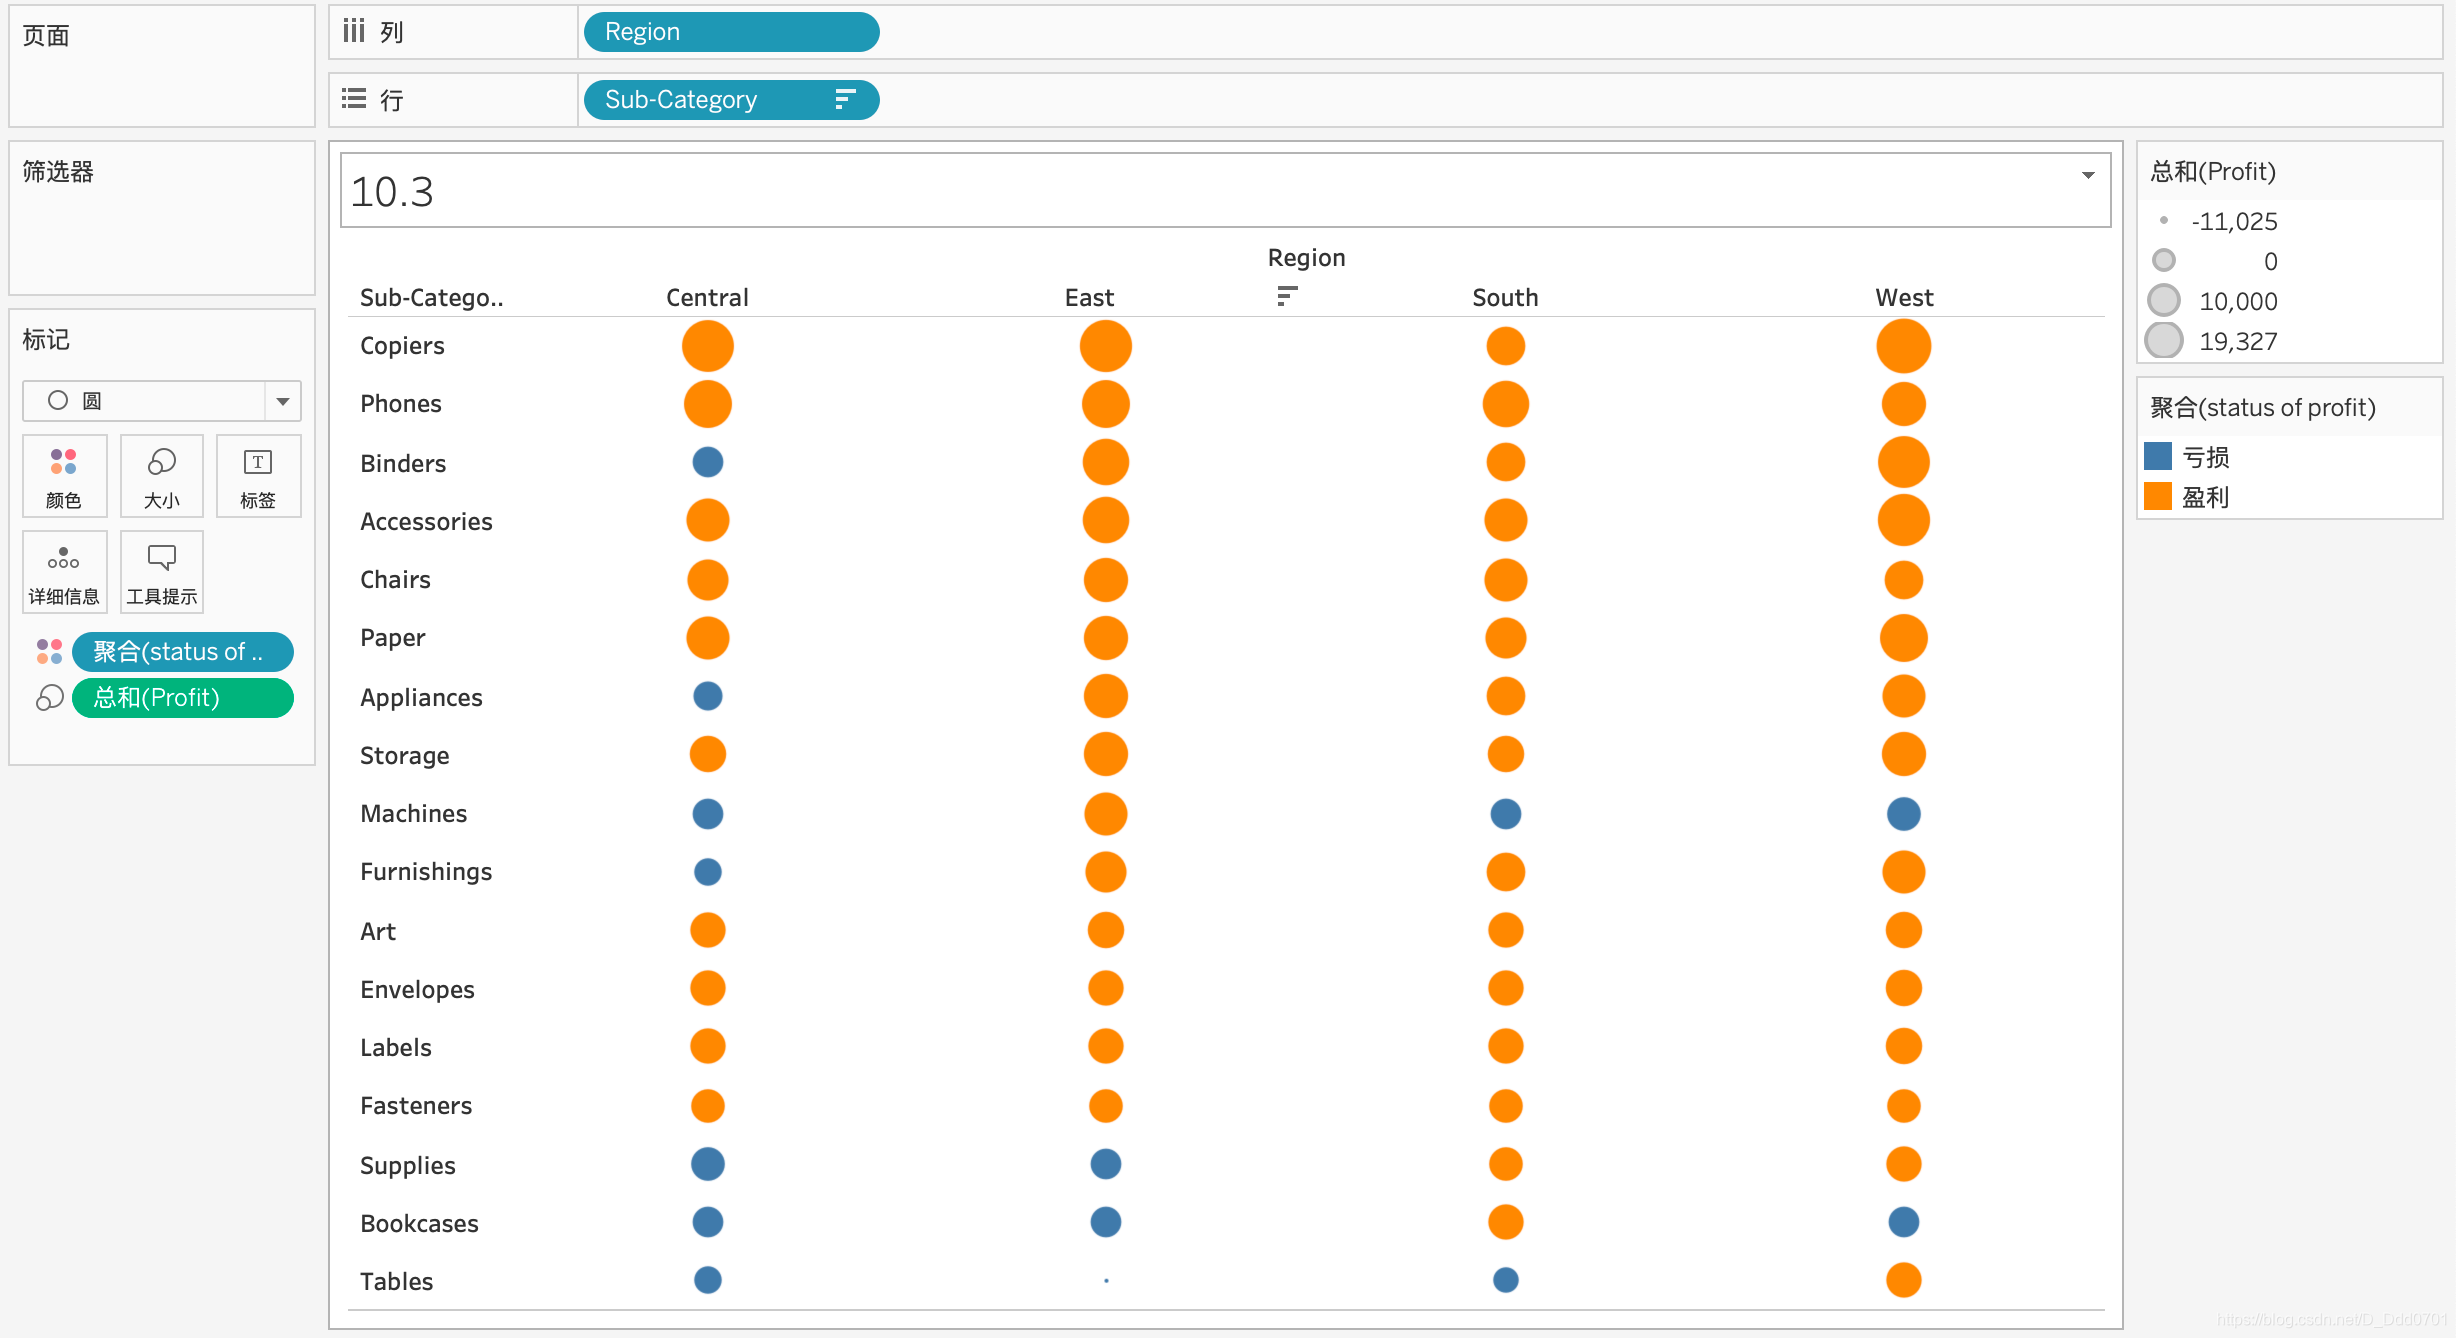 页面
列
Region
行
Sub-Category
筛选器
标记
圆
颜色
大小
T
标签
详细信息
工具提示
聚合(status of ..
总和(Profit)
10.3
Region
Sub-Catego..
Central
East
South
West
Copiers
Phones
Binders
Accessories
Chairs
Paper
Appliances
Storage
Machines
Furnishings
Art
Envelopes
Labels
Fasteners
Supplies
Bookcases
Tables
总和(Profit)
-11,025
0
10,000
19,327
聚合(status of profit)
亏损
盈利
https://blog.csdn.net/D_Ddd0701